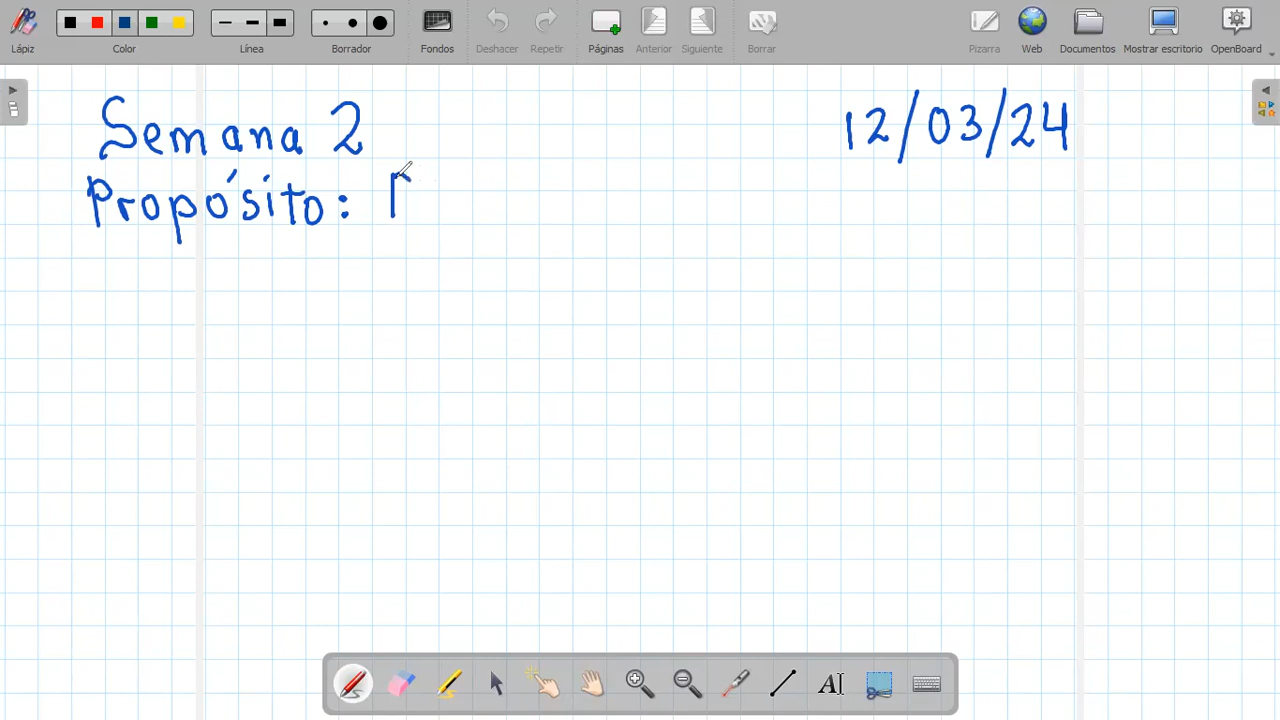 Lápiz Color Línea Borrador Fondos Deshacer Repetir Páginas Anterior Siguiente Borrar Pizarra Web Documentos Mostrar escritorio OpenBoard
Semana 2 12/03/24
Propósito: